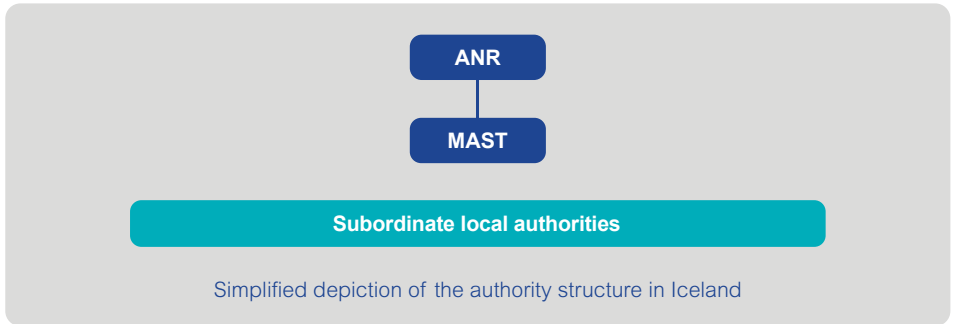 ANR
MAST
Subordinate local authorities
Simplified depiction of the authority structure in Iceland